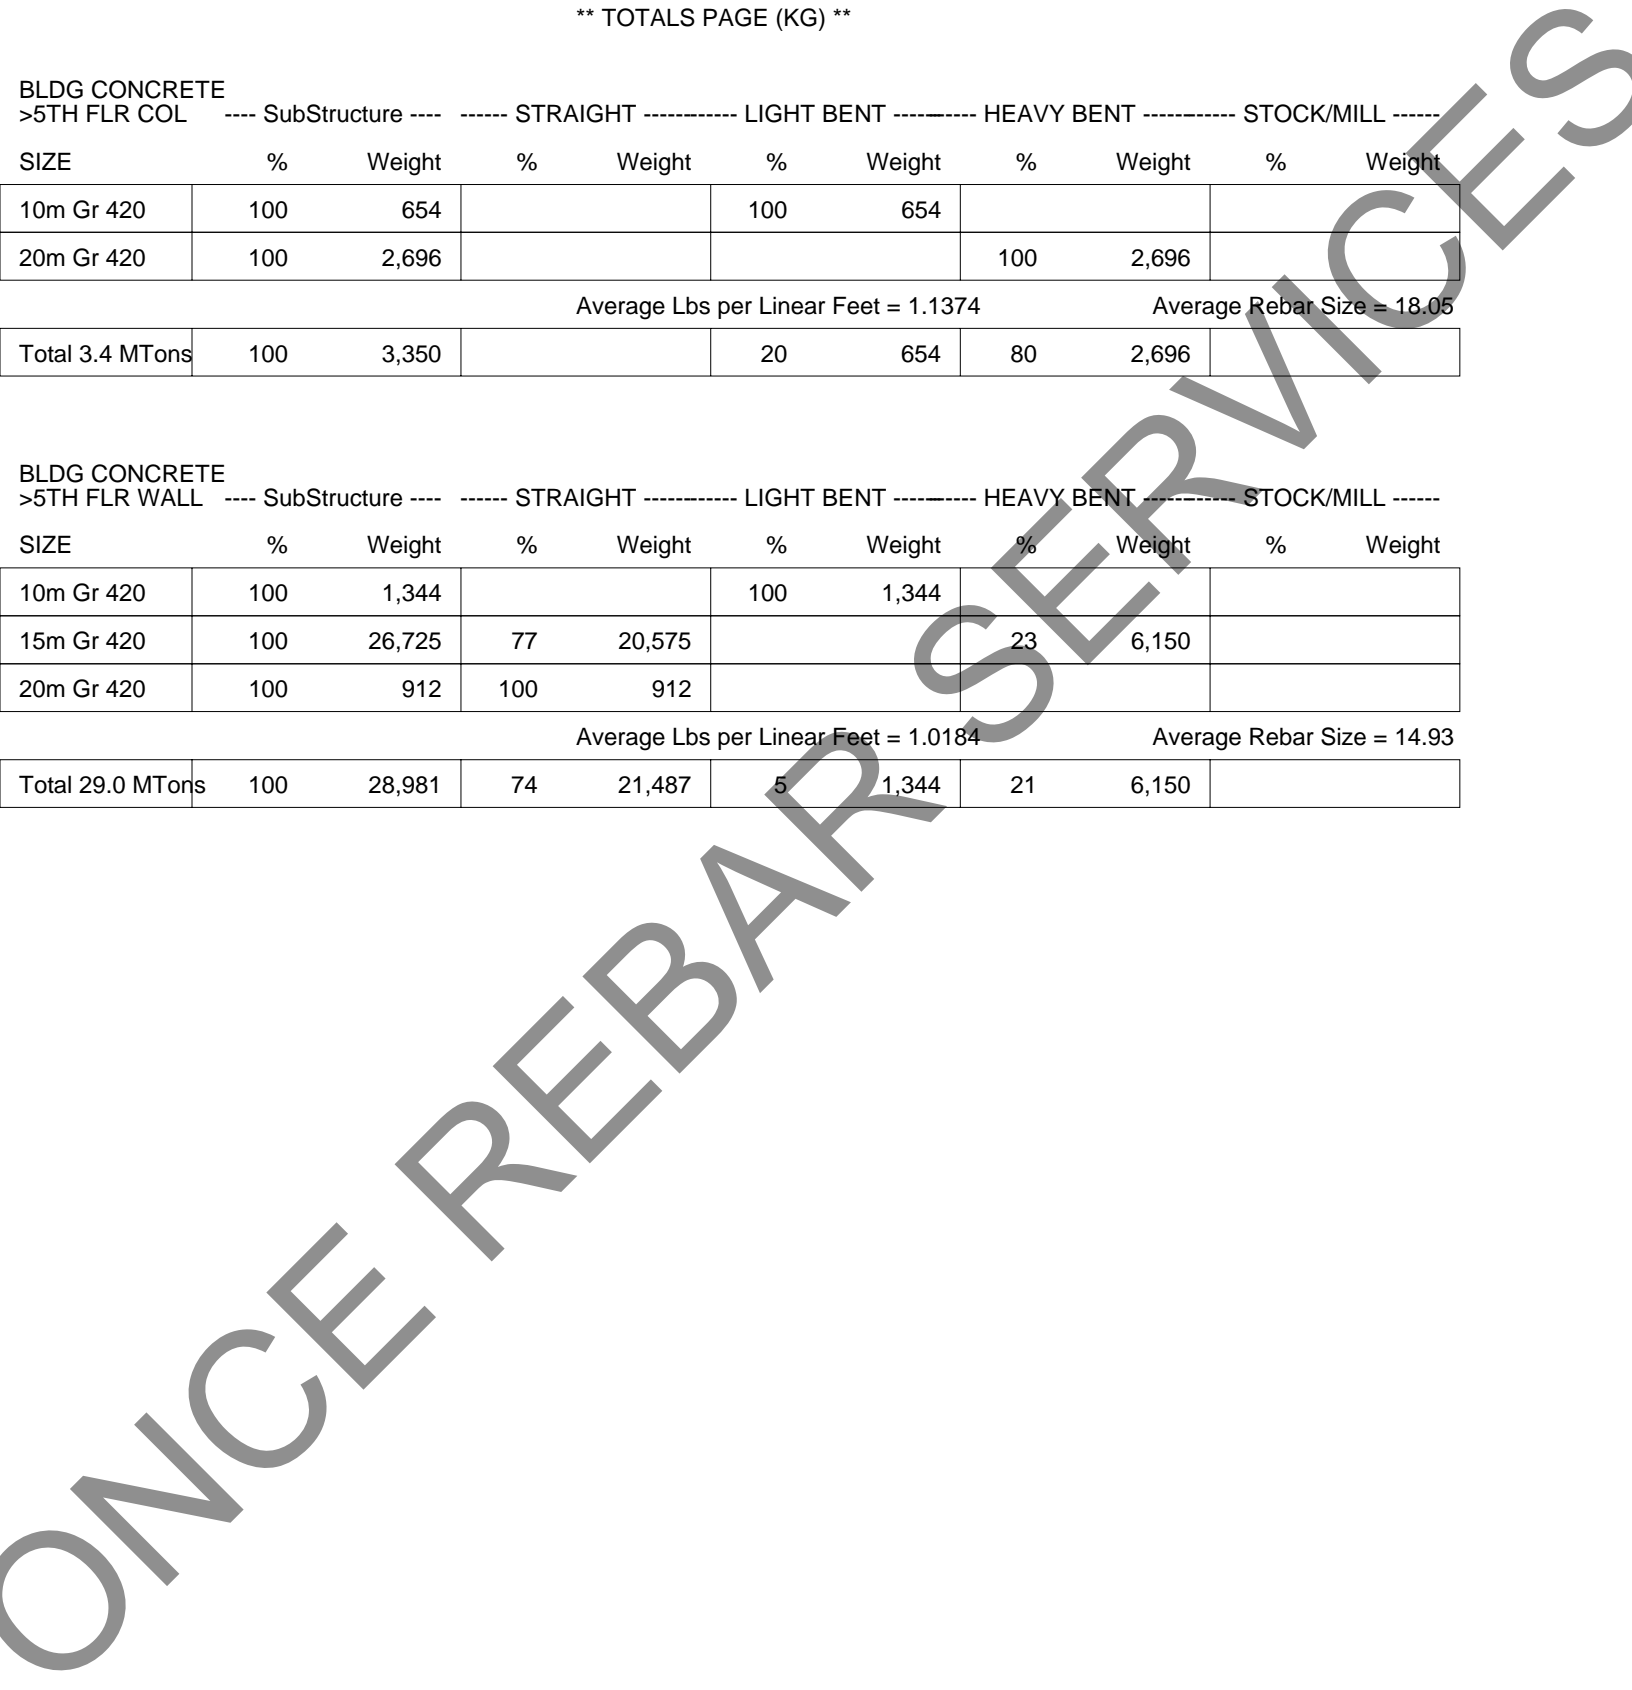 ** TOTALS PAGE (KG) **
BLDG CONCRETE
>5TH FLR COL ---- SubStructure ---- ------ STRAIGHT ------------ LIGHT BENT ------------ HEAVY BENT ------------ STOCK/MILL ------
SIZE % Weight % Weight % Weight % Weight % Weight
10m Gr 420 100 654 100 654
20m Gr 420 100 2,696 100 2,696
Average Lbs per Linear Feet = 1.1374 Average Rebar Size = 18.05
Total 3.4 MTons 100 3,350 20 654 80 2,696
BLDG CONCRETE
>5TH FLR WALL ---- SubStructure ---- ------ STRAIGHT ------------ LIGHT BENT ------------ HEAVY BENT ------------ STOCK/MILL ------
SIZE % Weight % Weight % Weight % Weight % Weight
10m Gr 420 100 1,344 100 1,344
15m Gr 420 100 26,725 77 20,575 23 6,150
20m Gr 420 100 912 100 912
Average Lbs per Linear Feet = 1.0184 Average Rebar Size = 14.93
Total 29.0 MTons 100 28,981 74 21,487 5 1,344 21 6,150
ONCE REBAR SERVICES